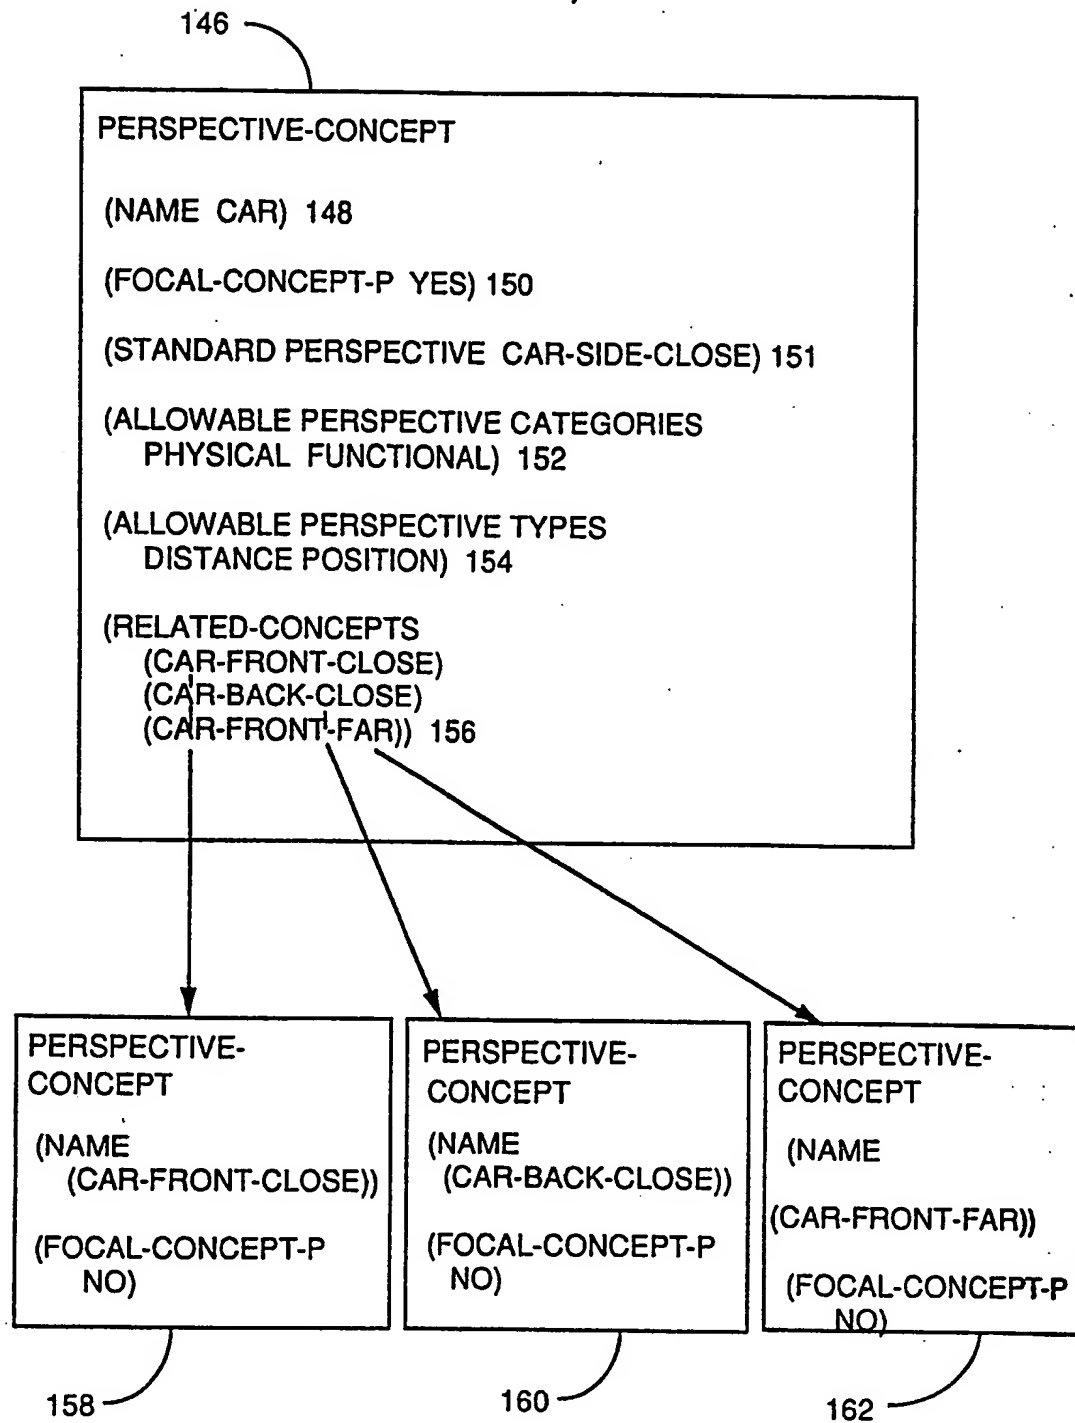 146
PERSPECTIVE-CONCEPT
(NAME CAR) 148
(FOCAL-CONCEPT-P YES) 150
(STANDARD PERSPECTIVE CAR-SIDE-CLOSE) 151
(ALLOWABLE PERSPECTIVE CATEGORIES
PHYSICAL FUNCTIONAL) 152
(ALLOWABLE PERSPECTIVE TYPES
DISTANCE POSITION) 154
(RELATED-CONCEPTS
(CAR-FRONT-CLOSE)
(CAR-BACK-CLOSE)
(CAR-FRONT-FAR)) 156
PERSPECTIVE-
CONCEPT
(NAME
(CAR-FRONT-CLOSE))
(FOCAL-CONCEPT-P
NO)
158
PERSPECTIVE-
CONCEPT
(NAME
(CAR-BACK-CLOSE))
(FOCAL-CONCEPT-P
NO)
160
PERSPECTIVE-
CONCEPT
(NAME
(CAR-FRONT-FAR))
(FOCAL-CONCEPT-P
NO)
162